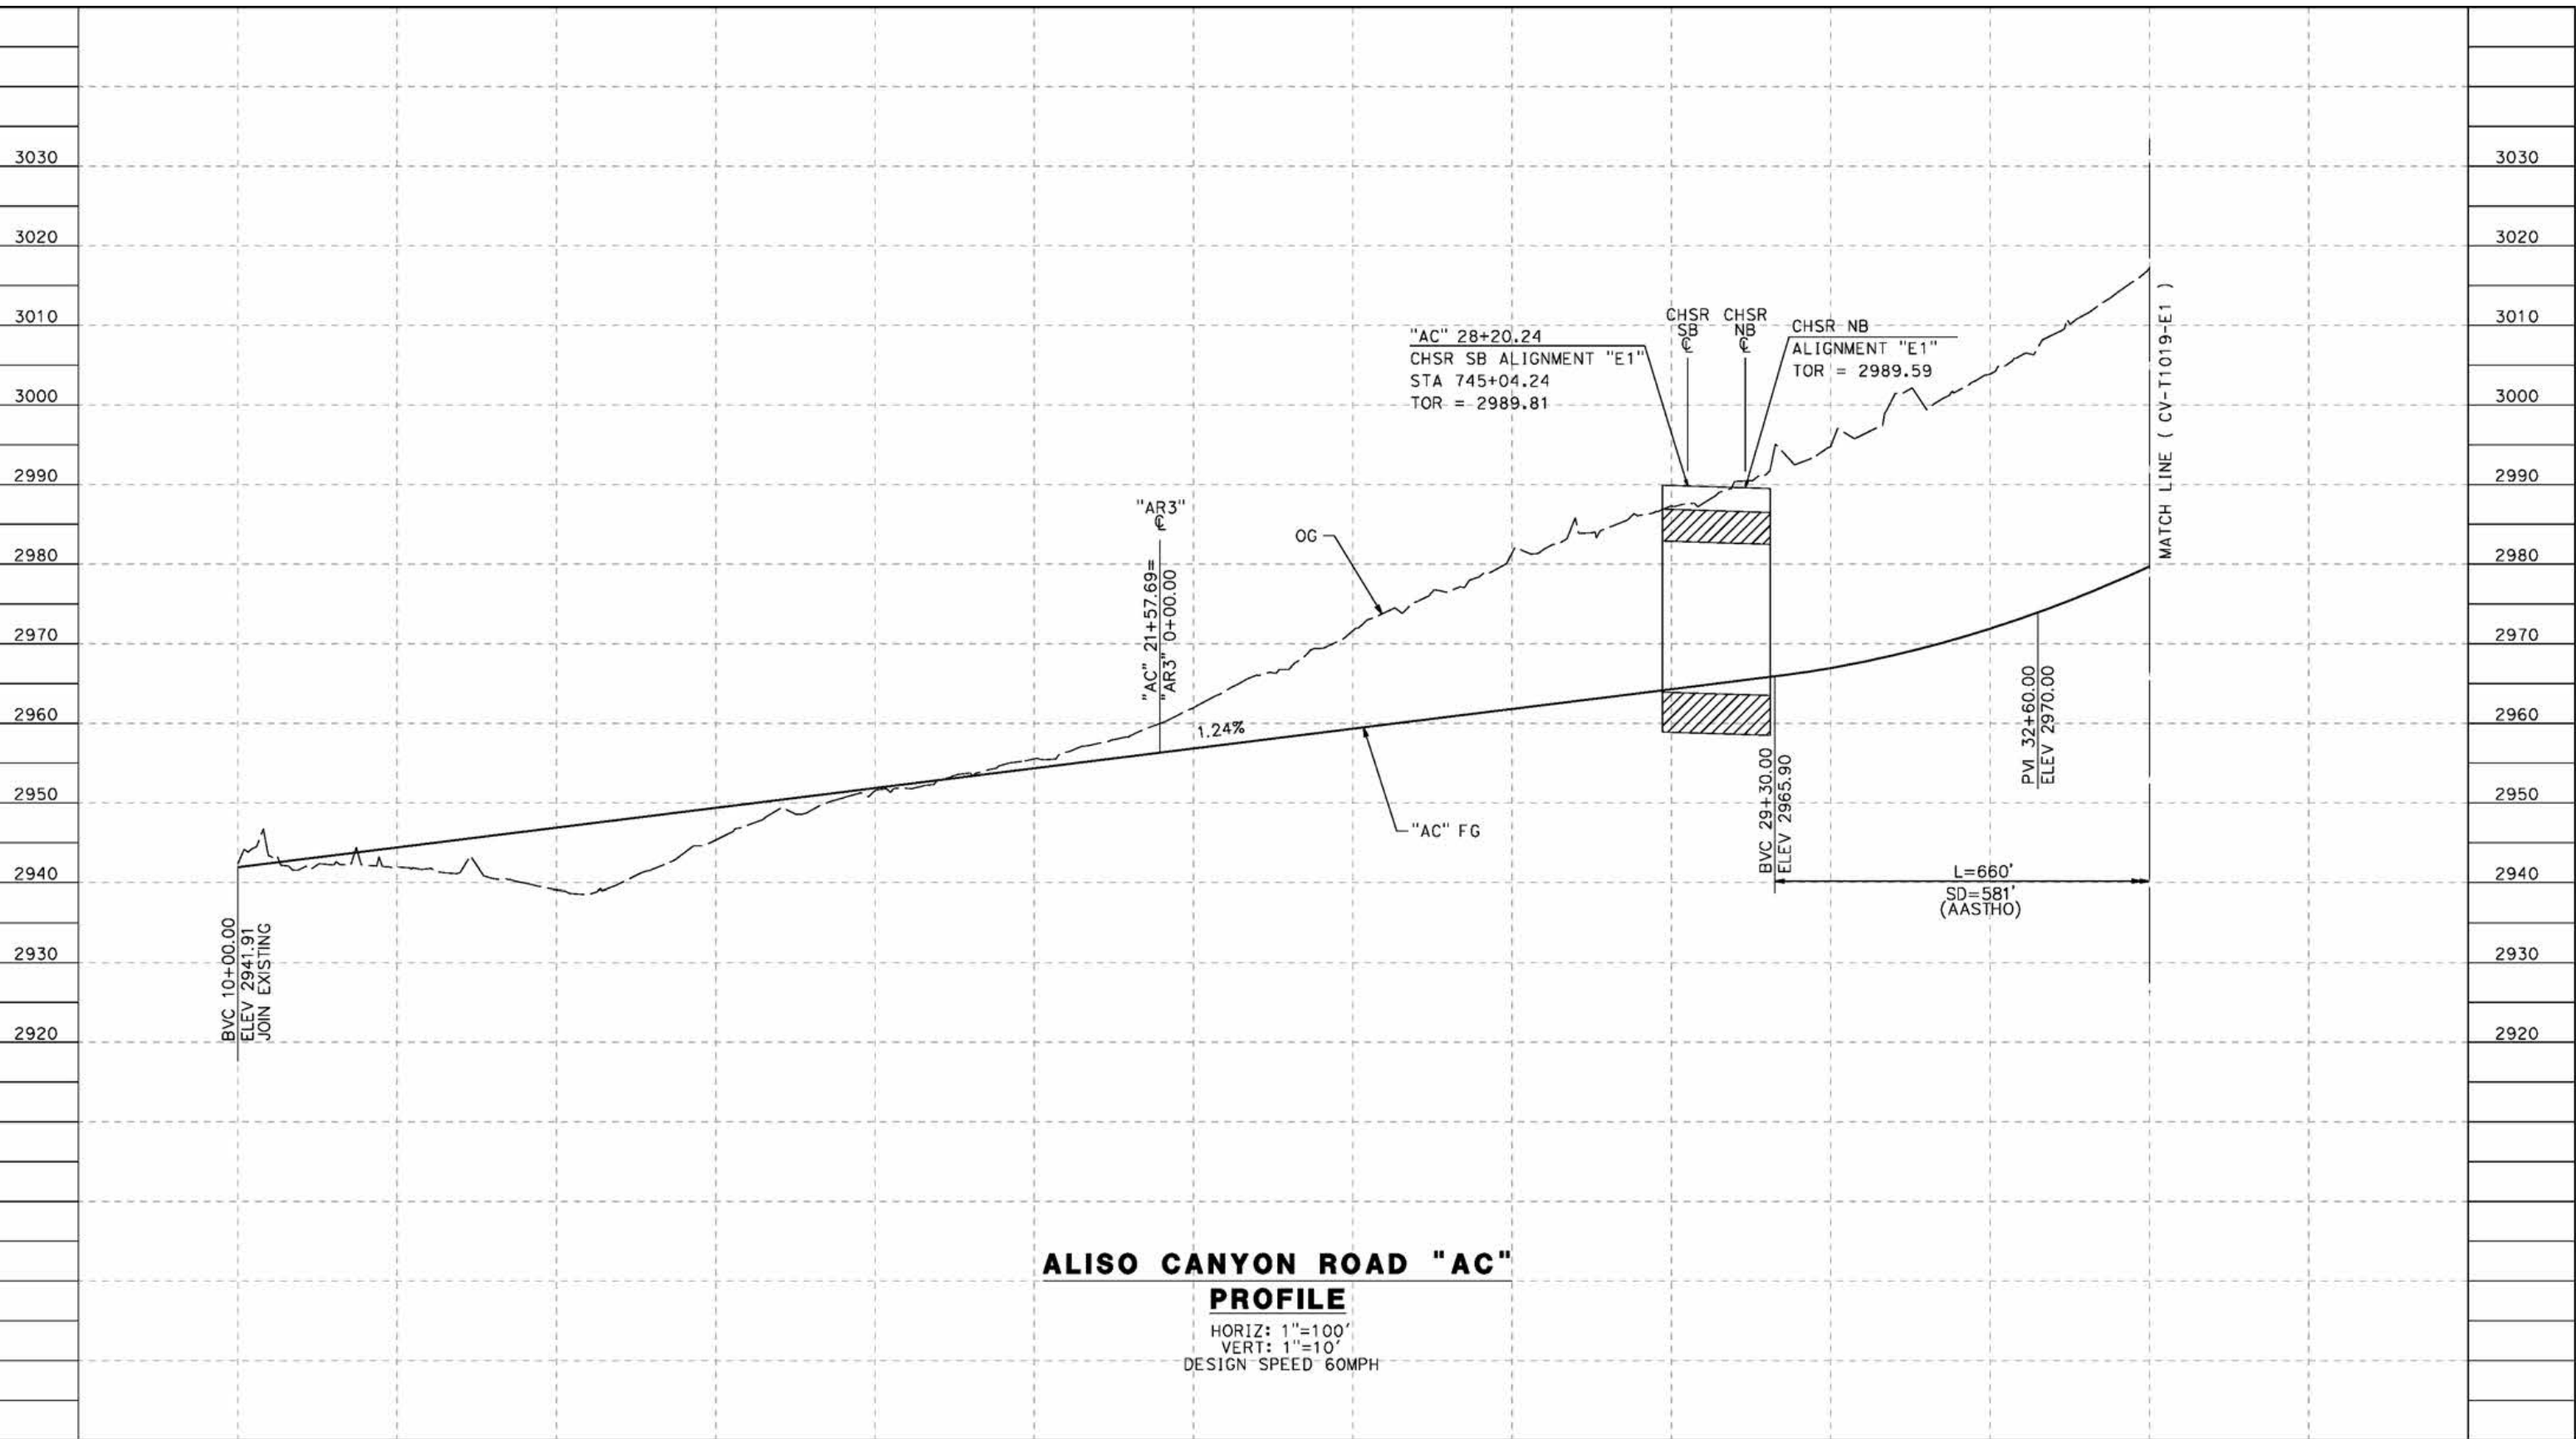 3030
3020
3010
3000
2990
2980
2970
2960
2950
2940
2930
2920
BVC 10+00.00
ELEV 2941.91
JOIN EXISTING
"AR3"
℄
"AC" 21+57.69=
"AR3" 0+00.00
1.24%
OG
"AC" FG
"AC" 28+20.24
CHSR SB ALIGNMENT "E1"
STA 745+04.24
TOR = 2989.81
CHSR
SB
℄
CHSR
NB
℄
CHSR NB
ALIGNMENT "E1"
TOR = 2989.59
BVC 29+30.00
ELEV 2965.90
PVI 32+60.00
ELEV 2970.00
L=660'
SD=581'
(AASTHO)
MATCH LINE ( CV-T1019-E1 )
3030
3020
3010
3000
2990
2980
2970
2960
2950
2940
2930
2920
ALISO CANYON ROAD "AC"
PROFILE
HORIZ: 1"=100'
VERT: 1"=10'
DESIGN SPEED 60MPH